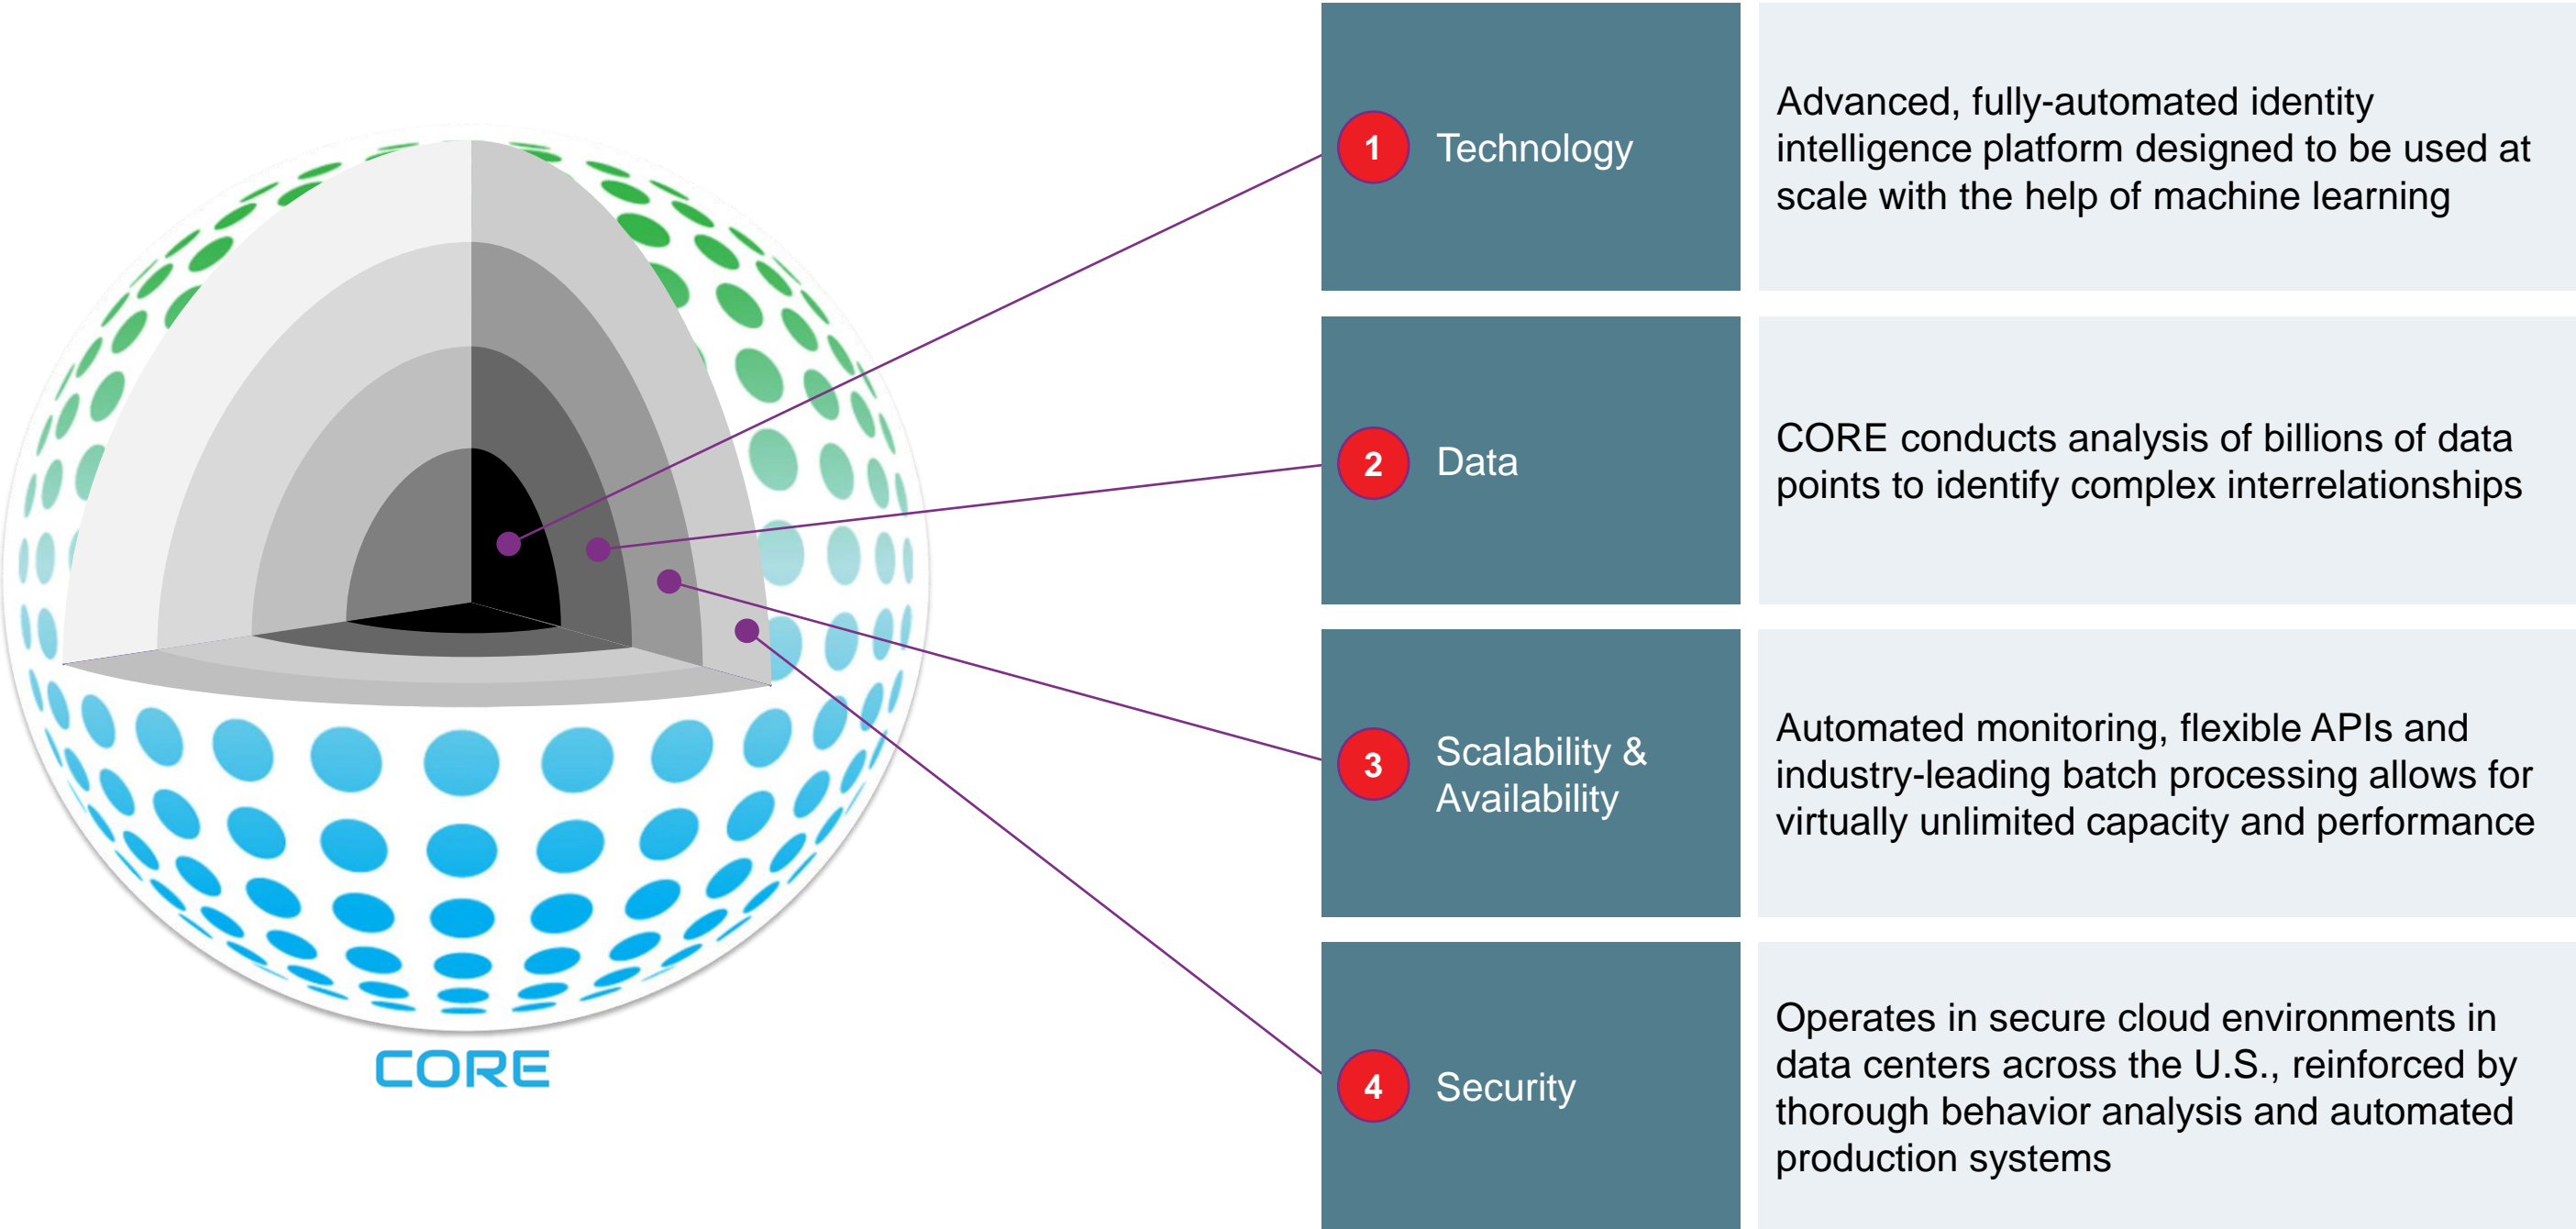 1 Technology
Advanced, fully-automated identity
intelligence platform designed to be used at
scale with the help of machine learning
2 Data
CORE conducts analysis of billions of data
points to identify complex interrelationships
3 Scalability &
Availability
Automated monitoring, flexible APIs and
industry-leading batch processing allows for
virtually unlimited capacity and performance
4 Security
Operates in secure cloud environments in
data centers across the U.S., reinforced by
thorough behavior analysis and automated
production systems
CORE